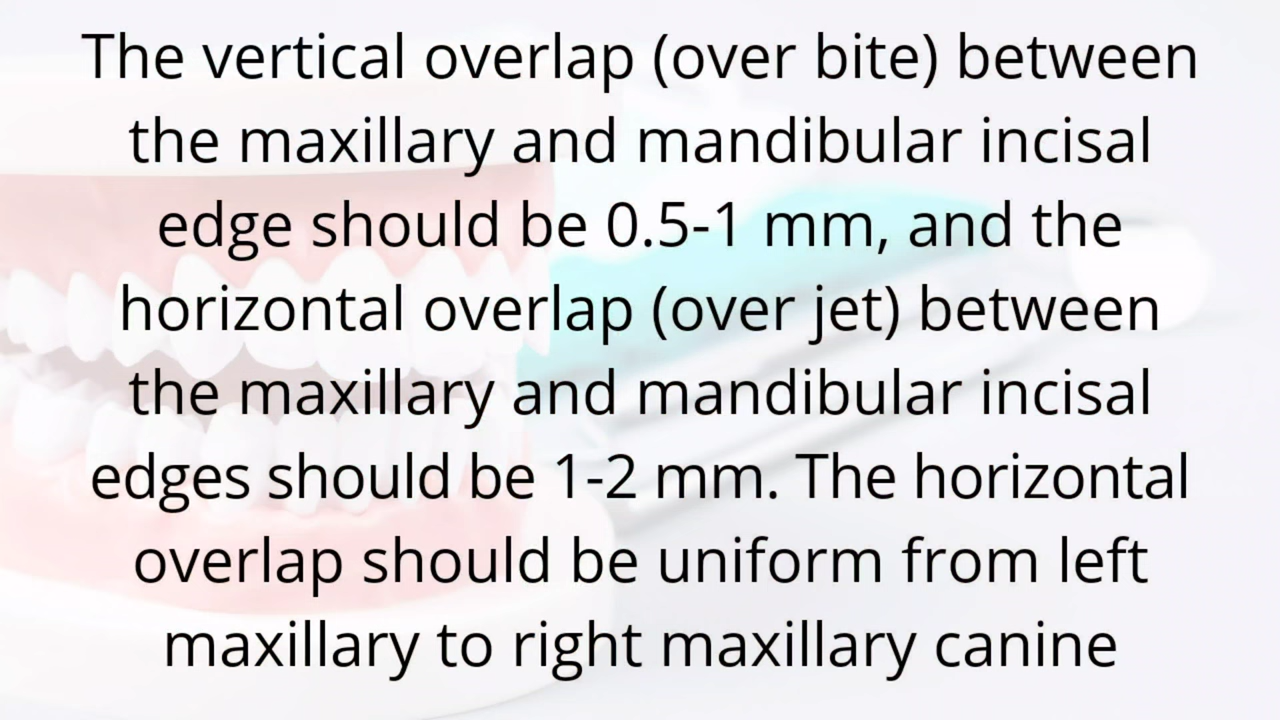 The vertical overlap (over bite) between
the maxillary and mandibular incisal
edge should be 0.5-1 mm, and the
horizontal overlap (over jet) between
the maxillary and mandibular incisal
edges should be 1-2 mm. The horizontal
overlap should be uniform from left
maxillary to right maxillary canine